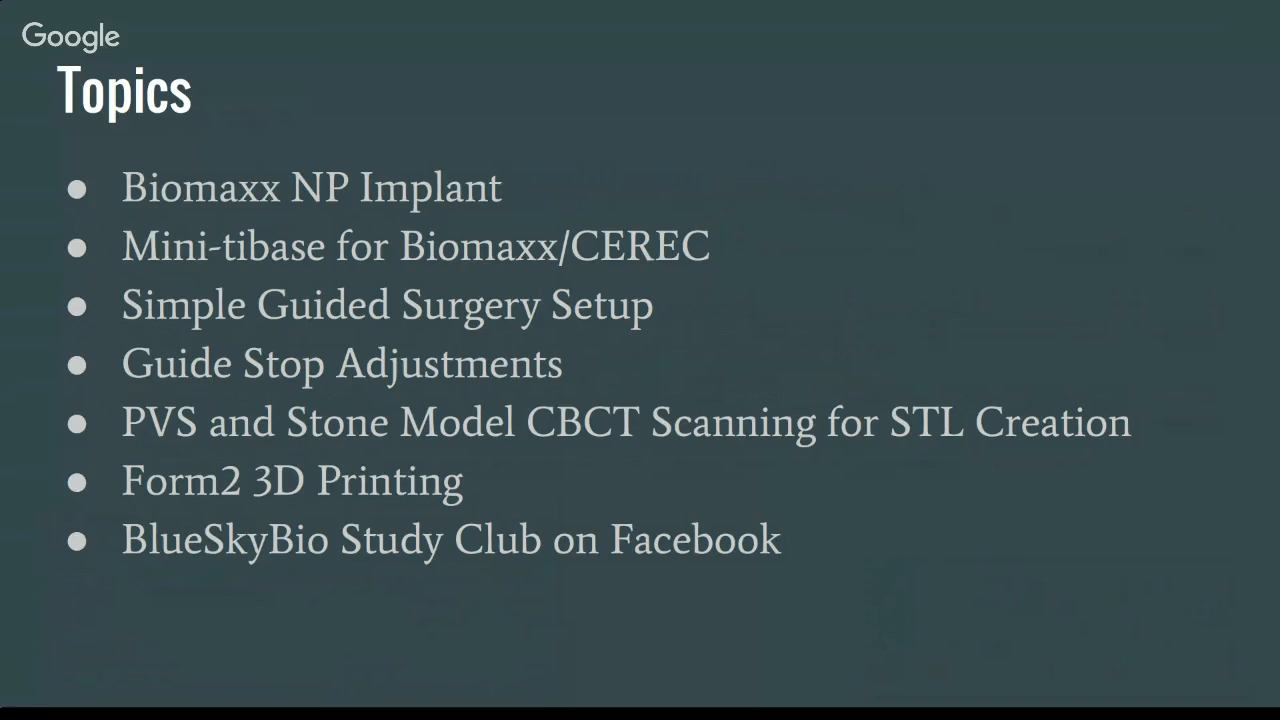 Google
Topics
● Biomaxx NP Implant
● Mini-tibase for Biomaxx/CEREC
● Simple Guided Surgery Setup
● Guide Stop Adjustments
● PVS and Stone Model CBCT Scanning for STL Creation
● Form2 3D Printing
● BlueSkyBio Study Club on Facebook